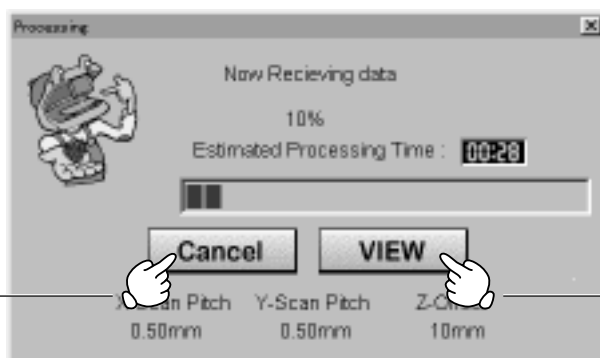 Processing
Now Recieving data
10%
Estimated Processing Time : 00:28
Cancel VIEW
X-Scan Pitch Y-Scan Pitch
0.50mm 0.50mm 10mm